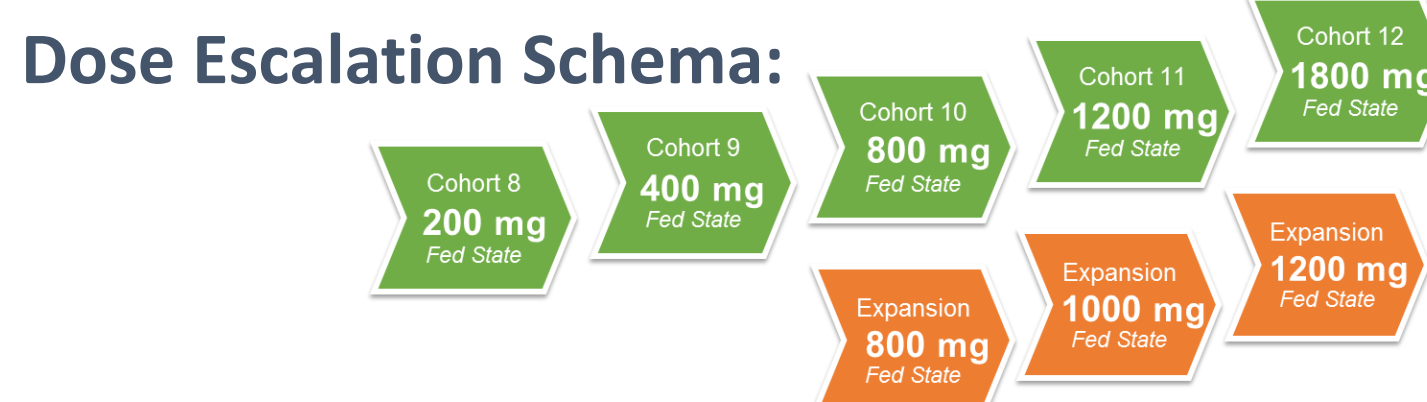 Dose Escalation Schema:
Cohort 8
200 mg
Fed State
Cohort 9
400 mg
Fed State
Cohort 10
800 mg
Fed State
Cohort 11
1200 mg
Fed State
Cohort 12
1800 mg
Fed State
Expansion
800 mg
Fed State
Expansion
1000 mg
Fed State
Expansion
1200 mg
Fed State